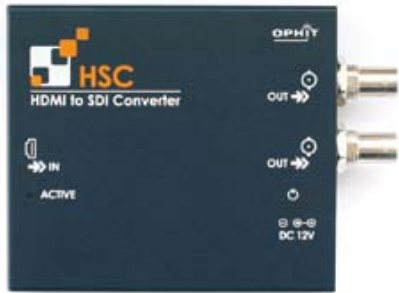 OPHIT
HSC
HDMI to SDI Converter
OUT
IN
OUT
ACTIVE
DC 12V